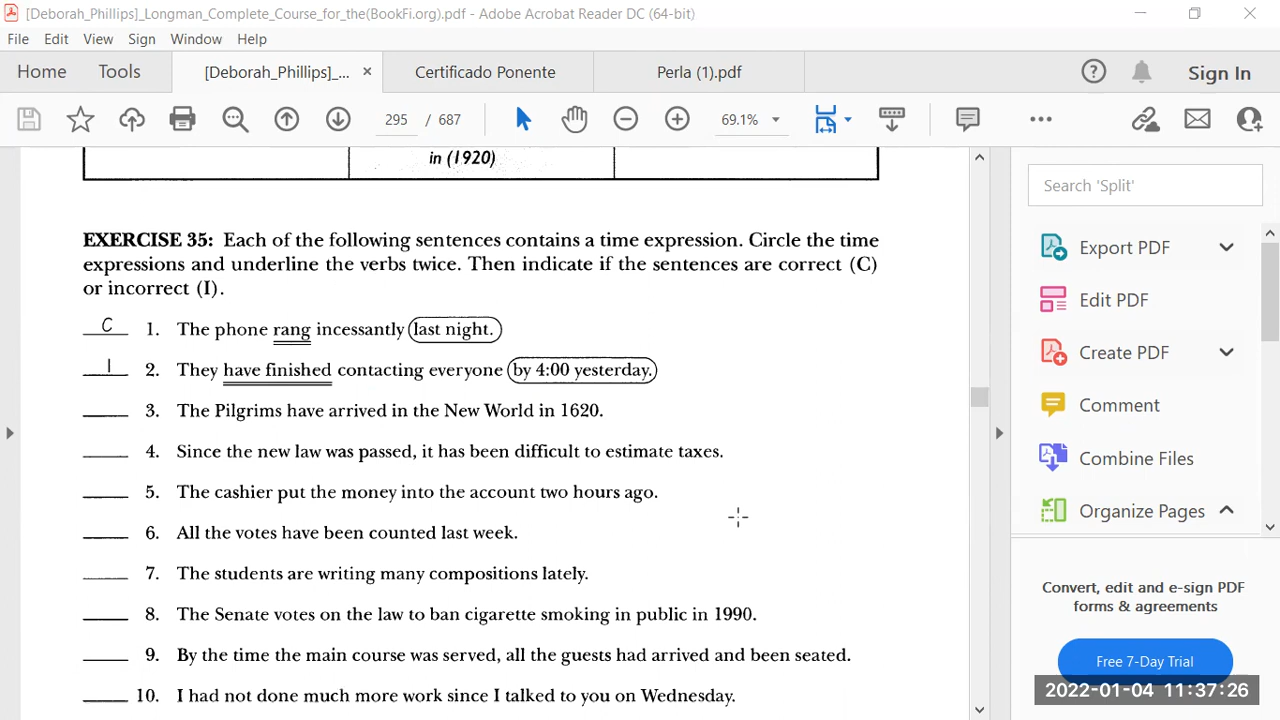 [Deborah_Phillips]_Longman_Complete_Course_for_the(BookFi.org).pdf - Adobe Acrobat Reader DC (64-bit)
File Edit View Sign Window Help
Home Tools [Deborah_Phillips]_... × Certificado Ponente Perla (1).pdf Sign In
295 / 687 69.1%
in (1920)
Search 'Split'
EXERCISE 35: Each of the following sentences contains a time expression. Circle the time
expressions and underline the verbs twice. Then indicate if the sentences are correct (C)
or incorrect (I).
C 1. The phone rang incessantly last night.
I 2. They have finished contacting everyone by 4:00 yesterday.
3. The Pilgrims have arrived in the New World in 1620.
4. Since the new law was passed, it has been difficult to estimate taxes.
5. The cashier put the money into the account two hours ago.
6. All the votes have been counted last week.
7. The students are writing many compositions lately.
8. The Senate votes on the law to ban cigarette smoking in public in 1990.
9. By the time the main course was served, all the guests had arrived and been seated.
10. I had not done much more work since I talked to you on Wednesday.
Export PDF
Edit PDF
Create PDF
Comment
Combine Files
Organize Pages
Convert, edit and e-sign PDF
forms & agreements
Free 7-Day Trial
2022-01-04 11:37:26